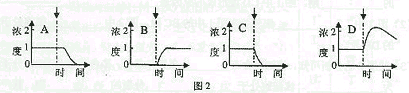 浓 2 A
度 1
0 时 间
浓 2 B
度 1
0 时 间
浓 2 C
度 1
0 时 间
浓 2 D
度 1
0 时 间
图 2